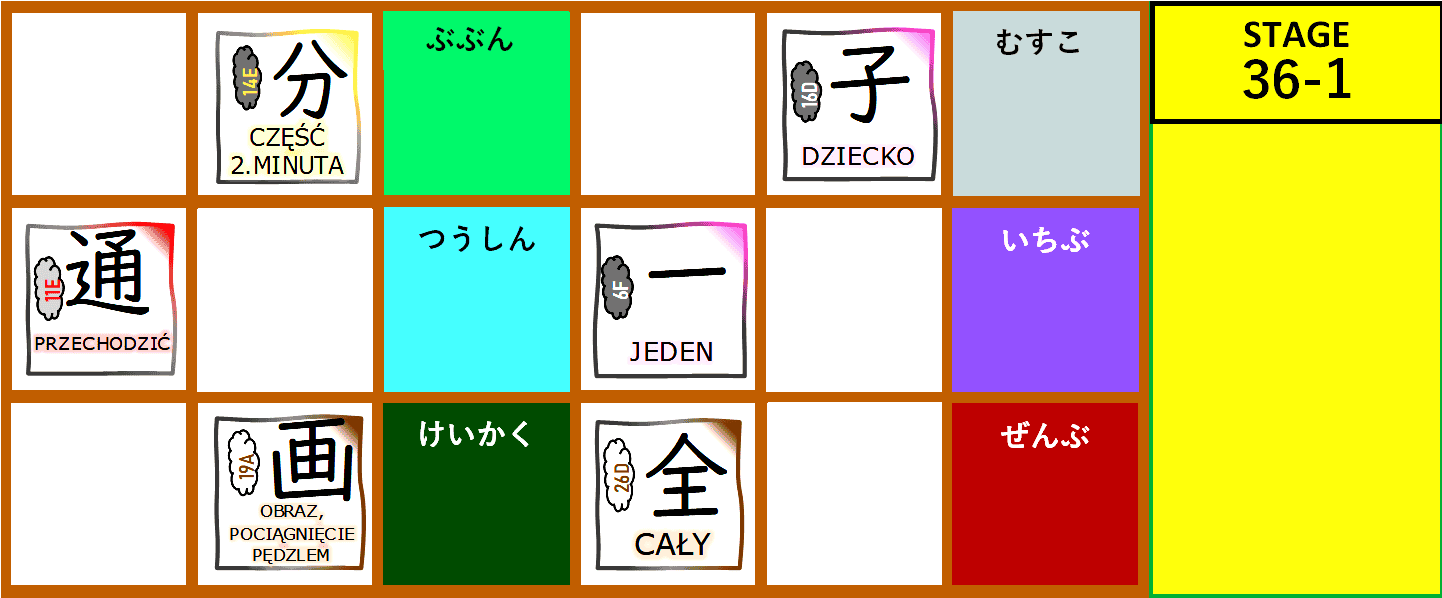 14E
分
CZĘŚĆ
2.MINUTA
ぶぶん
16D
子
DZIECKO
むすこ
STAGE
36-1
11E
通
PRZECHODZIĆ
つうしん
6F
一
JEDEN
いちぶ
19A
画
OBRAZ,
POCIĄGNIĘCIE
PĘDZLEM
けいかく
26D
全
CAŁY
ぜんぶ